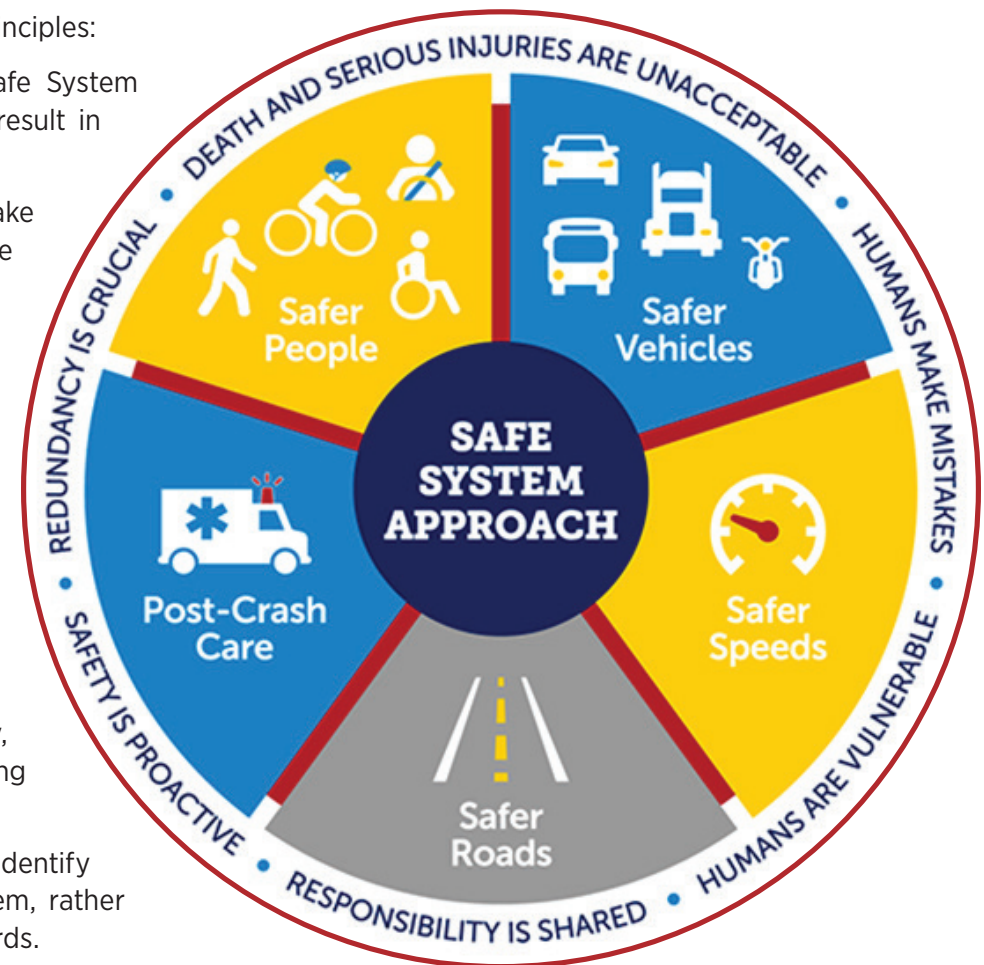 inciples:
afe System
result in
ake
e
y,
ng
dentify
em, rather
rds.
DEATH AND SERIOUS INJURIES ARE UNACCEPTABLE
HUMANS MAKE MISTAKES
HUMANS ARE VULNERABLE
RESPONSIBILITY IS SHARED
SAFETY IS PROACTIVE
REDUNDANCY IS CRUCIAL
Safer
People
Safer
Vehicles
SAFE
SYSTEM
APPROACH
Post-Crash
Care
Safer
Speeds
Safer
Roads